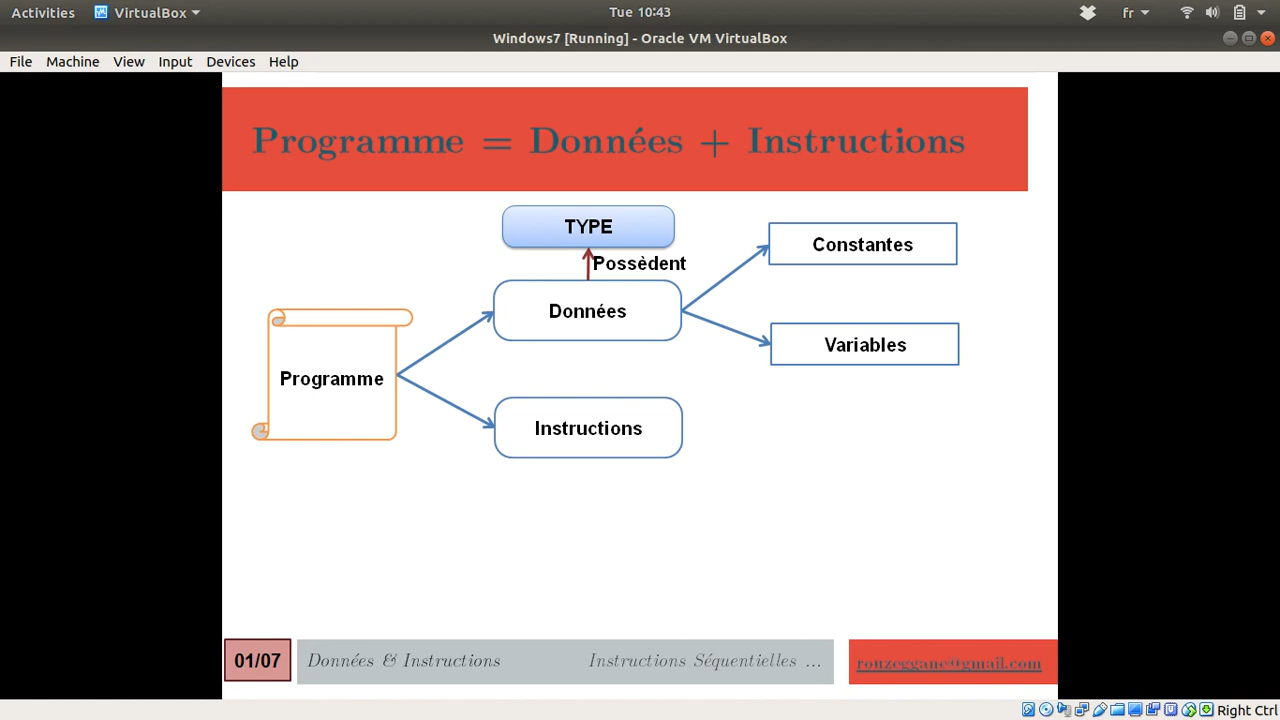 Activities VirtualBox Tue 10:43 fr
Windows7 [Running] - Oracle VM VirtualBox
File Machine View Input Devices Help
Programme = Données + Instructions
TYPE
Possèdent
Constantes
Données
Variables
Programme
Instructions
01/07 Données & Instructions Instructions Séquentielles ... rouzeggane@gmail.com
Right Ctrl